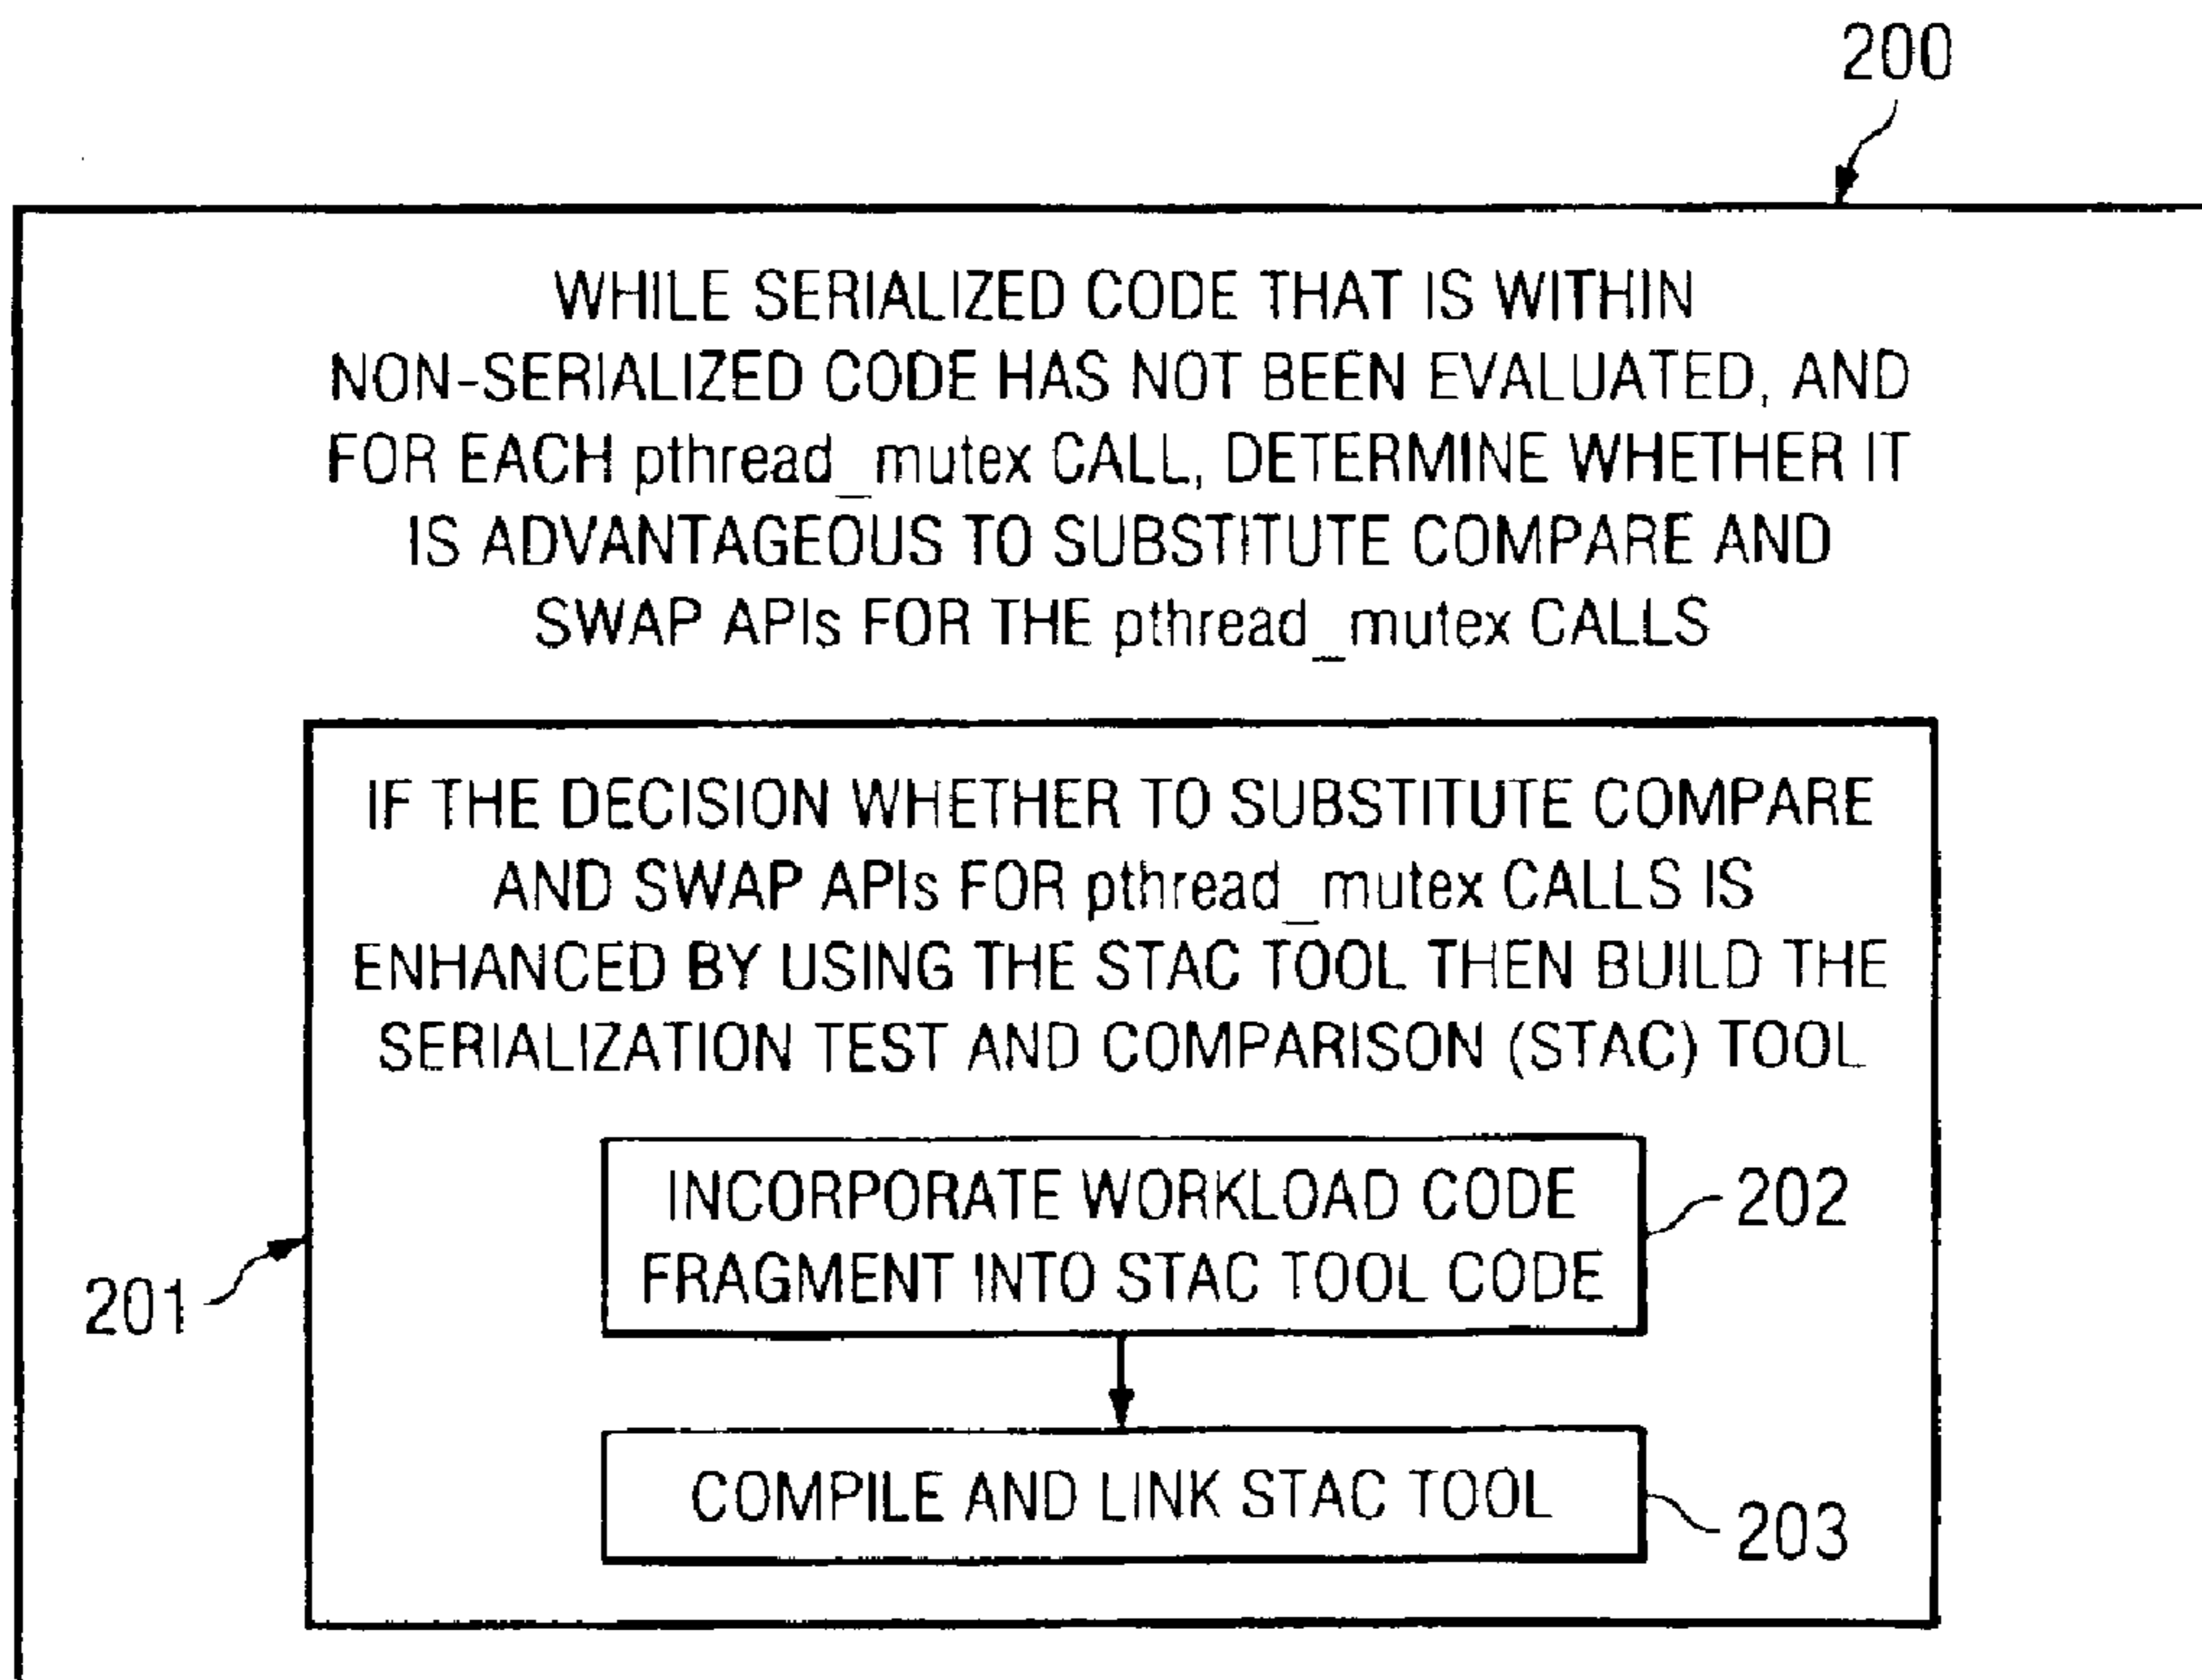 200
WHILE SERIALIZED CODE THAT IS WITHIN
NON-SERIALIZED CODE HAS NOT BEEN EVALUATED, AND
FOR EACH pthread_mutex CALL, DETERMINE WHETHER IT
IS ADVANTAGEOUS TO SUBSTITUTE COMPARE AND
SWAP APIs FOR THE pthread_mutex CALLS
IF THE DECISION WHETHER TO SUBSTITUTE COMPARE
AND SWAP APIs FOR pthread_mutex CALLS IS
ENHANCED BY USING THE STAC TOOL THEN BUILD THE
SERIALIZATION TEST AND COMPARISON (STAC) TOOL
INCORPORATE WORKLOAD CODE
FRAGMENT INTO STAC TOOL CODE
202
201
COMPILE AND LINK STAC TOOL
203